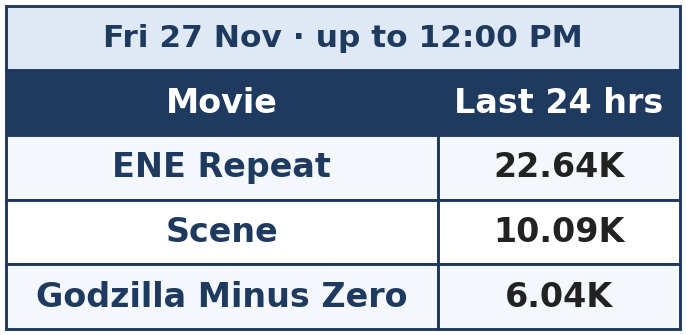 Fri 27 Nov · up to 12:00 PM
Movie Last 24 hrs
ENE Repeat 22.64K
Scene 10.09K
Godzilla Minus Zero 6.04K